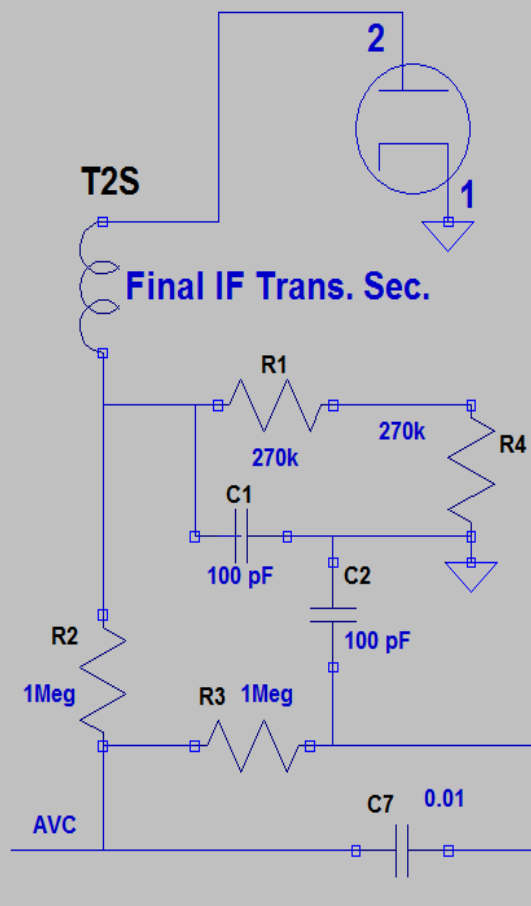 2
T2S
1
Final IF Trans. Sec.
R1
270k
270k
R4
C1
100 pF
C2
100 pF
R2
1Meg
R3
1Meg
C7
0.01
AVC